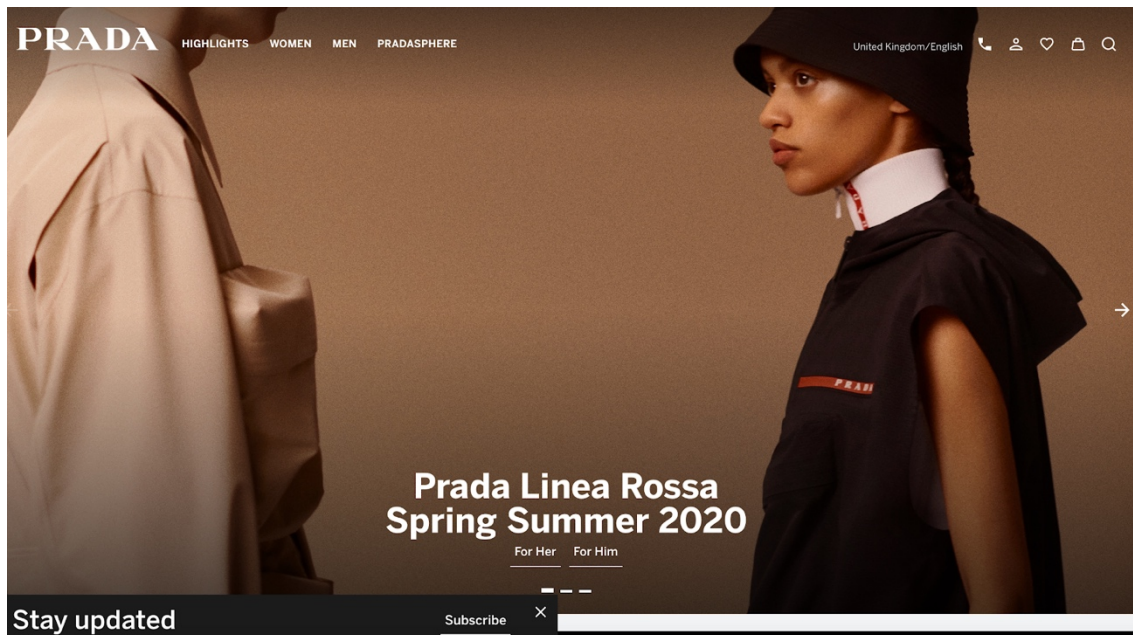 PRADA
HIGHLIGHTS WOMEN MEN PRADASPHERE
United Kingdom/English
PRADA
Prada Linea Rossa
Spring Summer 2020
For Her For Him
Stay updated
Subscribe